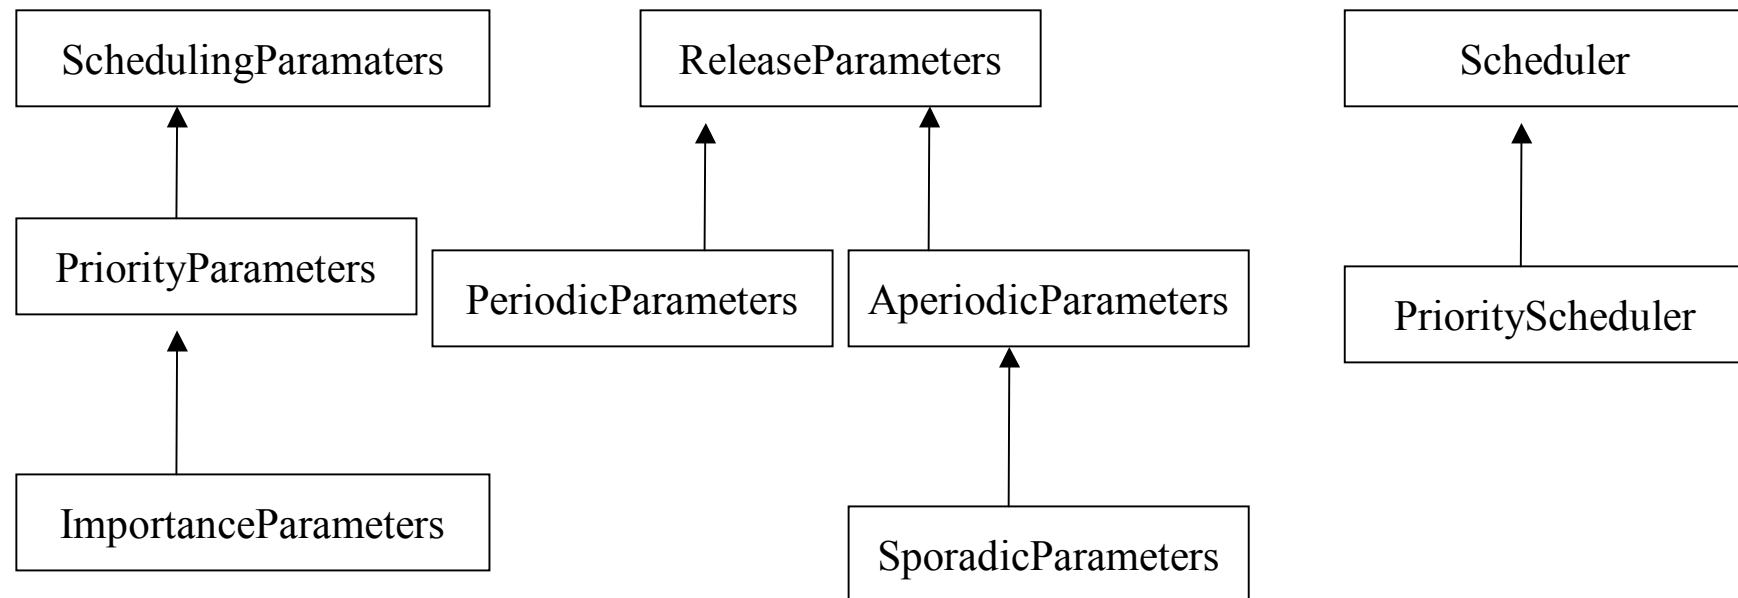 SchedulingParamaters
ReleaseParameters
Scheduler
PriorityParameters
PeriodicParameters
AperiodicParameters
PriorityScheduler
ImportanceParameters
SporadicParameters